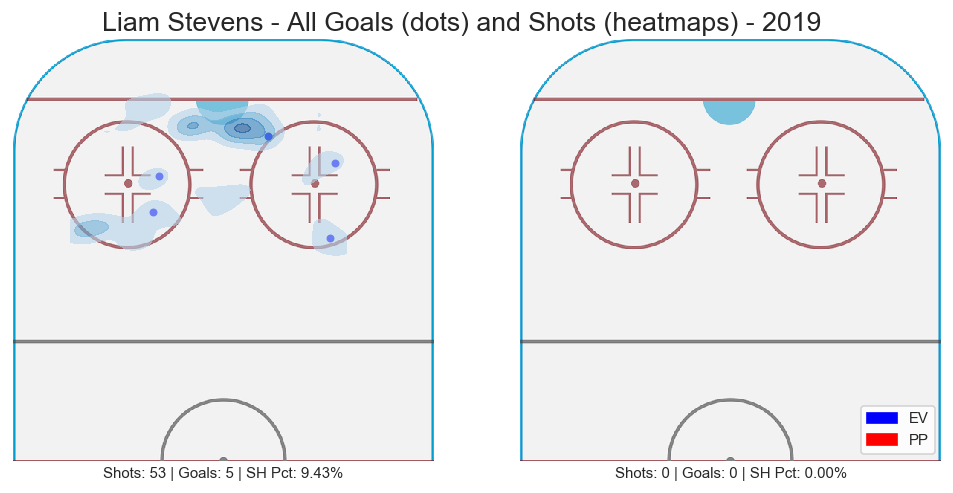 Liam Stevens - All Goals (dots) and Shots (heatmaps) - 2019
EV
PP
Shots: 53 | Goals: 5 | SH Pct: 9.43%
Shots: 0 | Goals: 0 | SH Pct: 0.00%